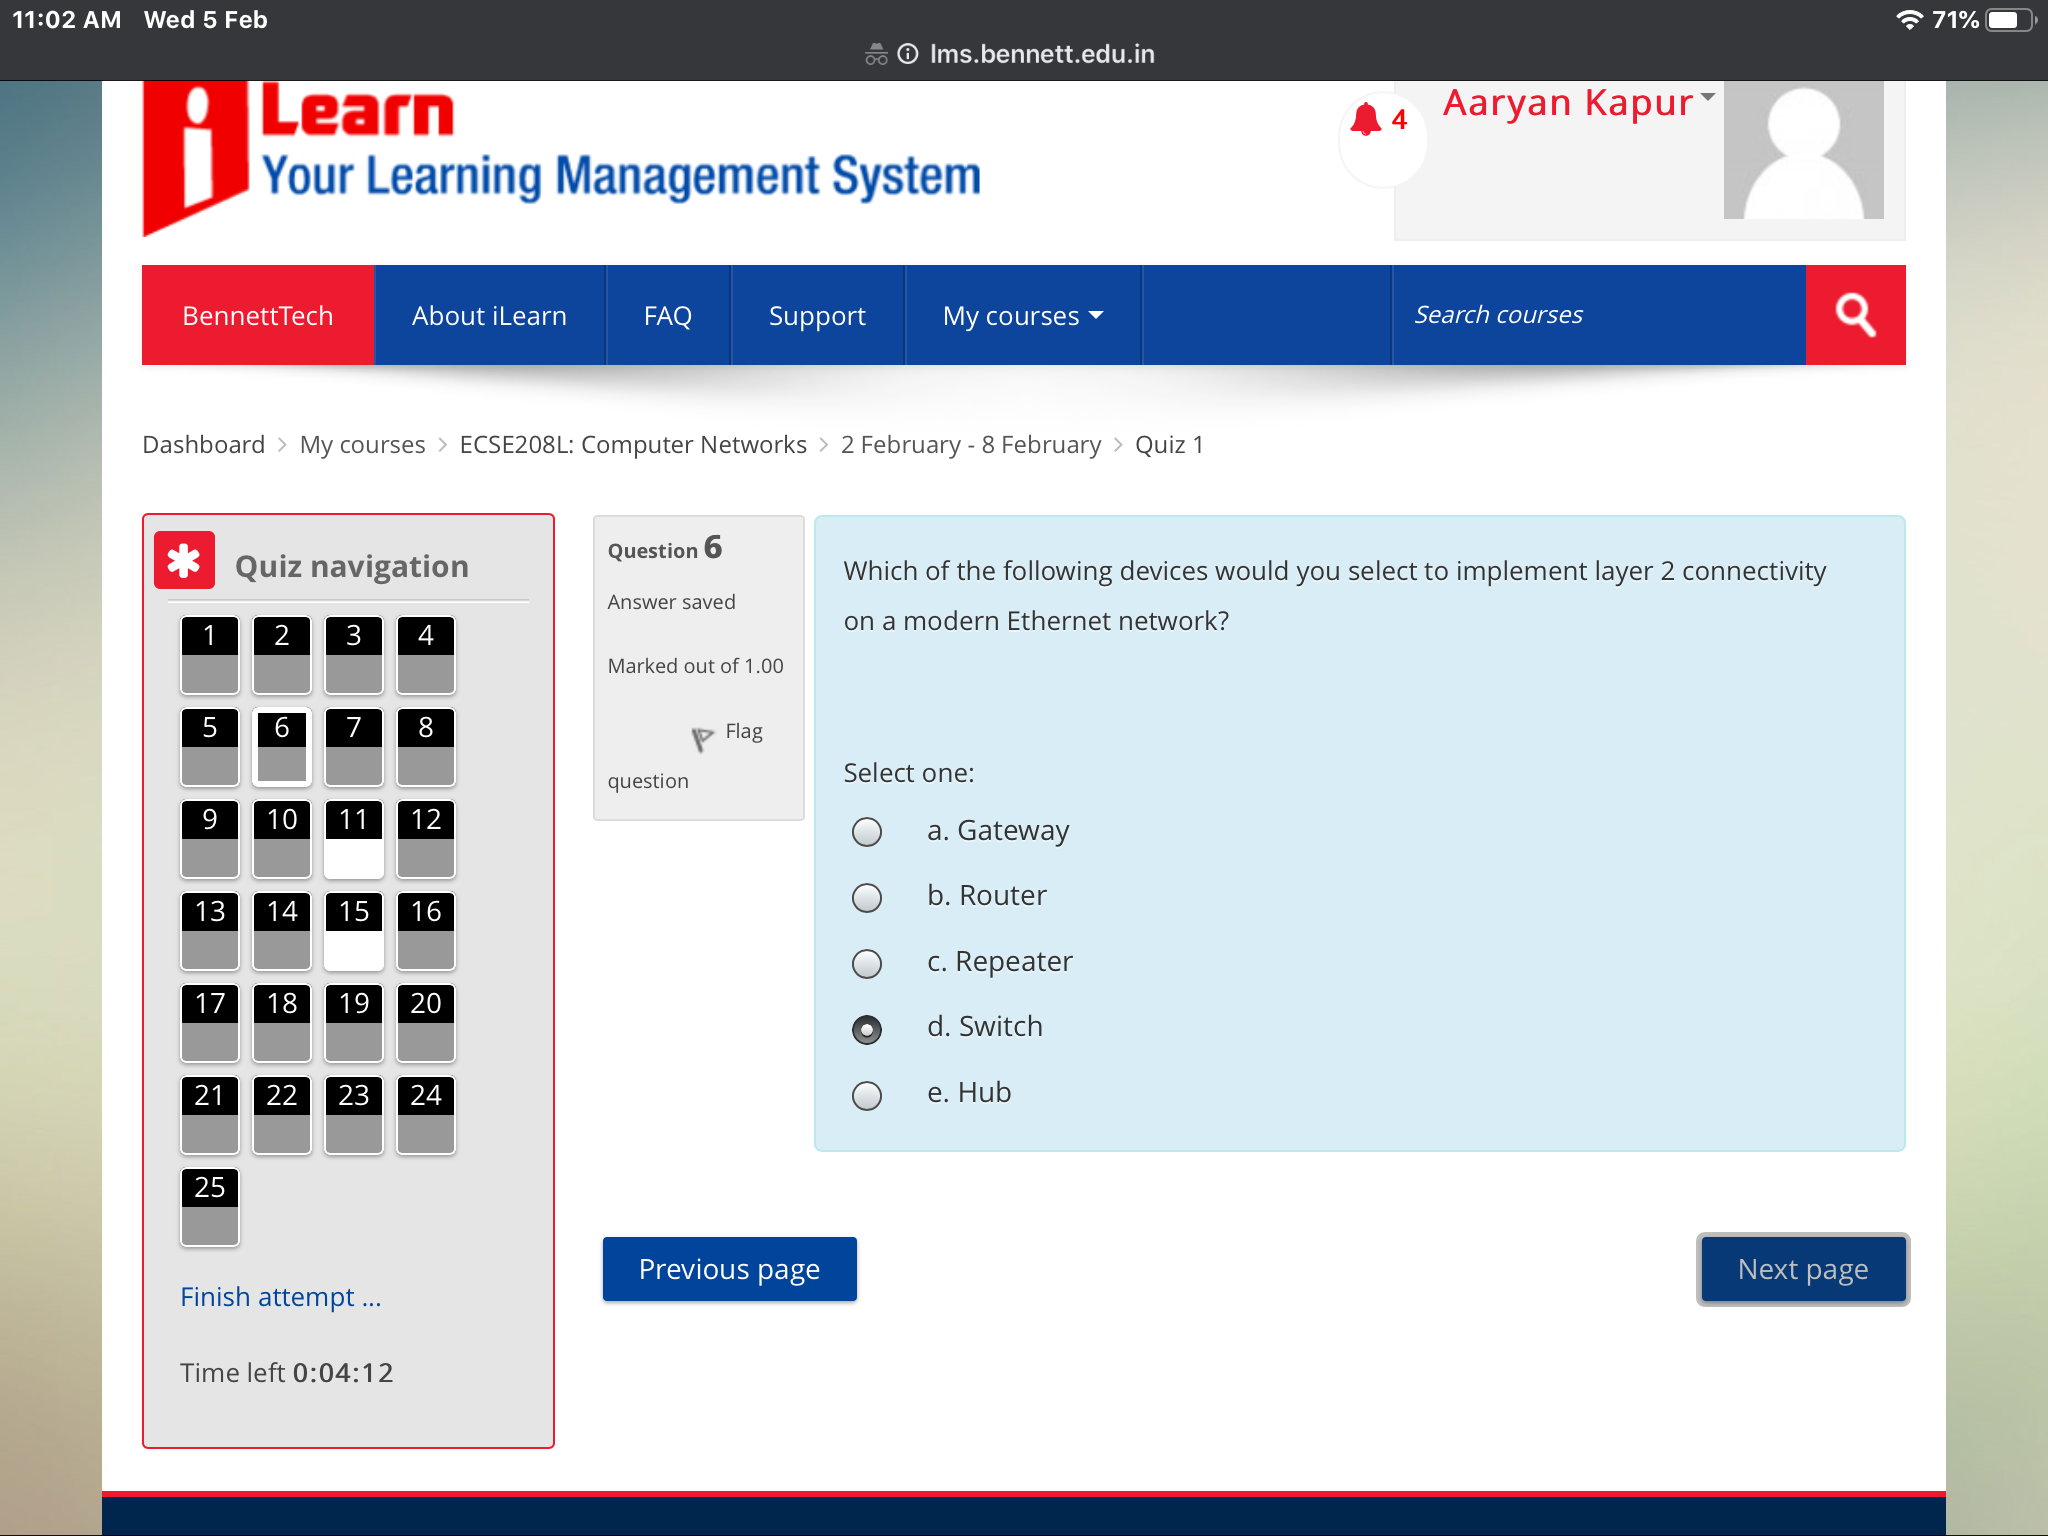 11:02 AM Wed 5 Feb
71%
lms.bennett.edu.in
i Learn
Your Learning Management System
4
Aaryan Kapur
BennettTech
About iLearn
FAQ
Support
My courses
Search courses
Dashboard > My courses > ECSE208L: Computer Networks > 2 February - 8 February > Quiz 1
Quiz navigation
1 2 3 4
5 6 7 8
9 10 11 12
13 14 15 16
17 18 19 20
21 22 23 24
25
Finish attempt ...
Time left 0:04:12
Question 6
Answer saved
Marked out of 1.00
Flag
question
Which of the following devices would you select to implement layer 2 connectivity
on a modern Ethernet network?
Select one:
a. Gateway
b. Router
c. Repeater
d. Switch
e. Hub
Previous page
Next page